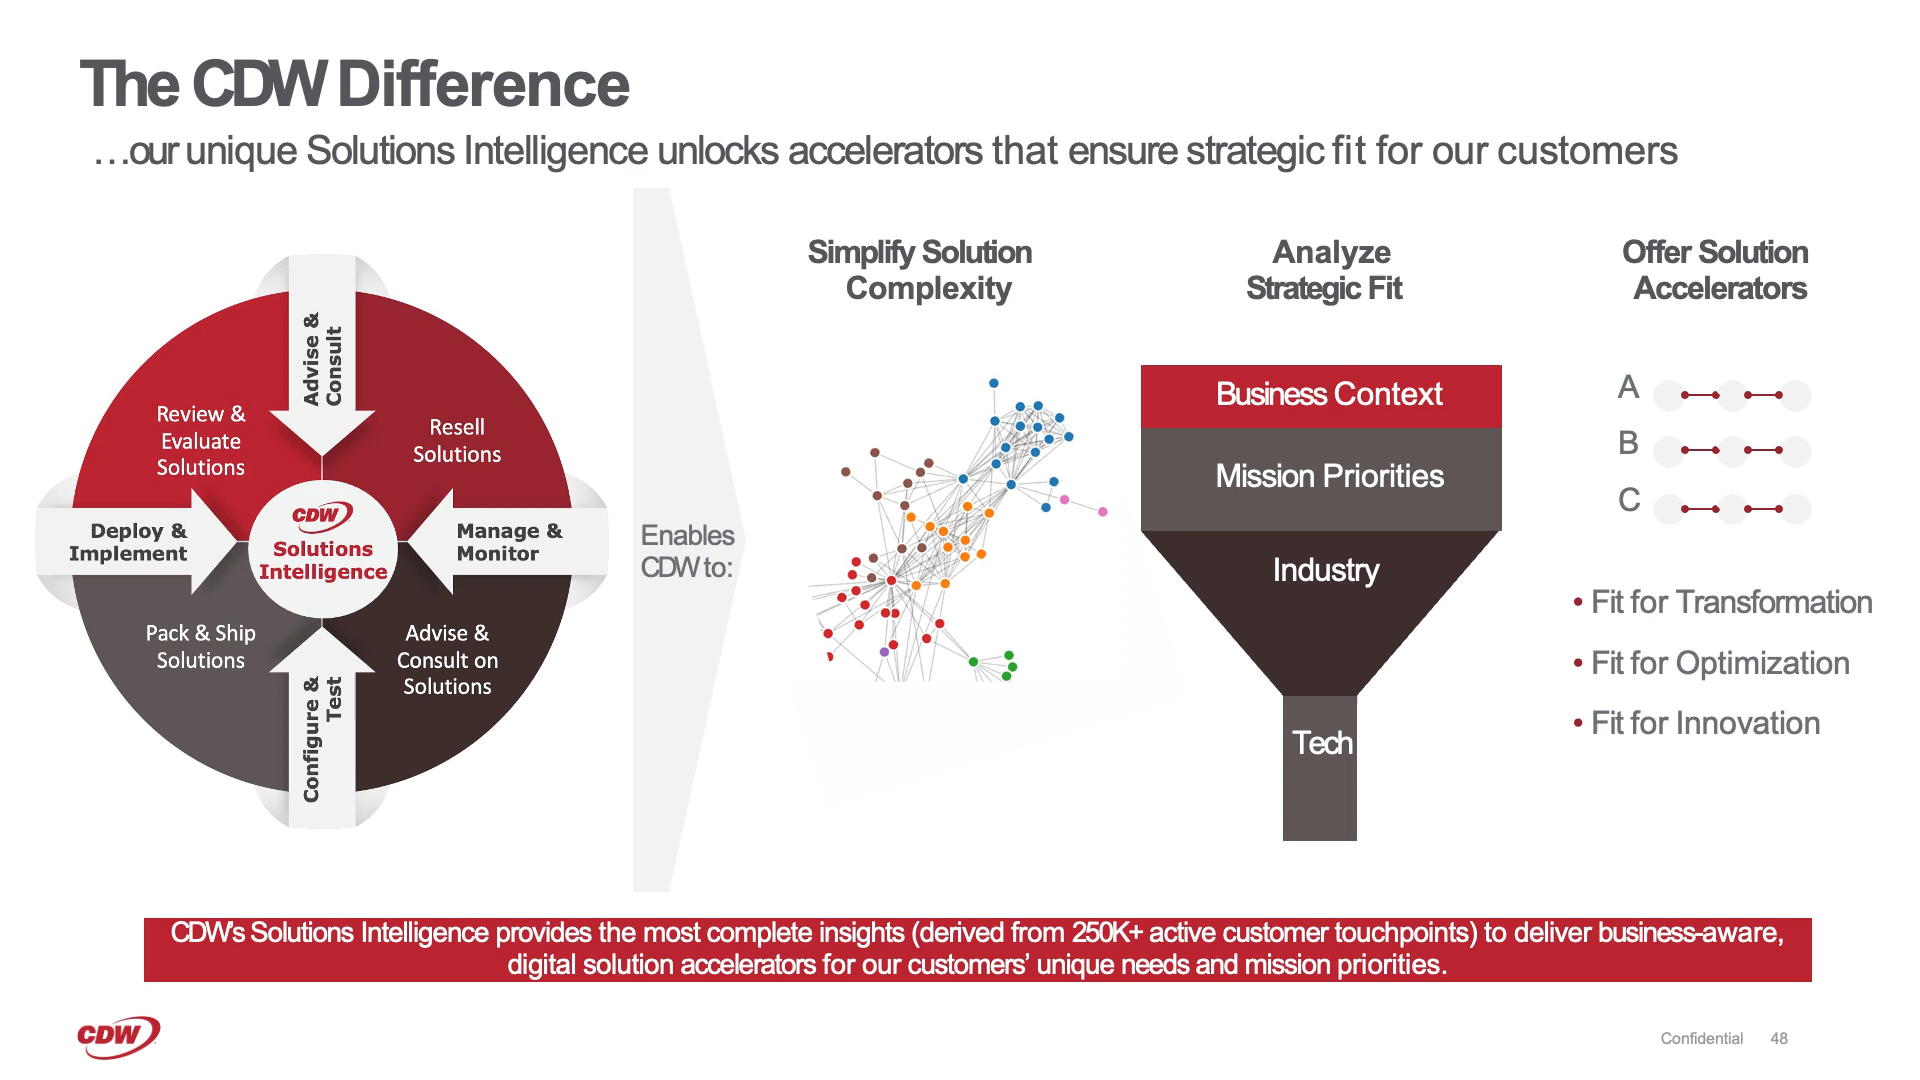 The CDW Difference
…our unique Solutions Intelligence unlocks accelerators that ensure strategic fit for our customers
Advise &
Consult
Review &
Evaluate
Solutions
Resell
Solutions
Deploy &
Implement
CDW
Solutions
Intelligence
Manage &
Monitor
Pack & Ship
Solutions
Advise &
Consult on
Solutions
Configure &
Test
Enables
CDW to:
Simplify Solution
Complexity
Analyze
Strategic Fit
Business Context
Mission Priorities
Industry
Tech
Offer Solution
Accelerators
A
B
C
• Fit for Transformation
• Fit for Optimization
• Fit for Innovation
CDW's Solutions Intelligence provides the most complete insights (derived from 250K+ active customer touchpoints) to deliver business-aware,
digital solution accelerators for our customers’ unique needs and mission priorities.
CDW
Confidential 48